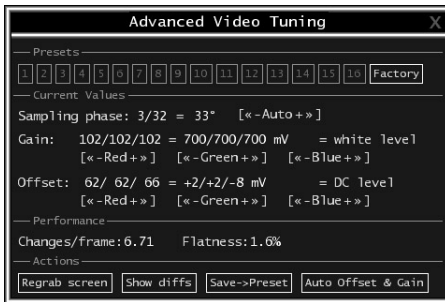 Advanced Video Tuning X
Presets
1 2 3 4 5 6 7 8 9 10 11 12 13 14 15 16 Factory
Current Values
Sampling phase: 3/32 = 33° [«-Auto+»]
Gain: 102/102/102 = 700/700/700 mV = white level
[«-Red+»] [«-Green+»] [«-Blue+»]
Offset: 62/ 62/ 66 = +2/+2/-8 mV = DC level
[«-Red+»] [«-Green+»] [«-Blue+»]
Performance
Changes/frame:6.71 Flatness:1.6%
Actions
Regrab screen Show diffs Save->Preset Auto Offset & Gain